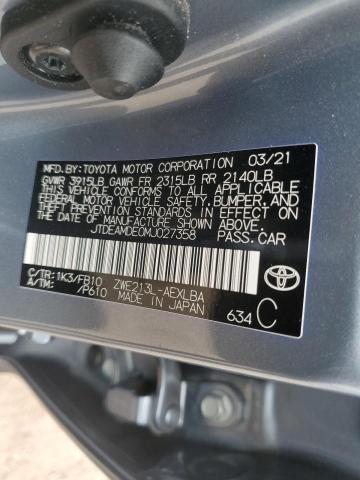 MFD.BY:TOYOTA MOTOR CORPORATION 03/21
GVWR 3915LB GAWR FR 2315LB RR 2140LB
THIS VEHICLE CONFORMS TO ALL APPLICABLE
FEDERAL MOTOR VEHICLE SAFETY, BUMPER, AND
THEFT PREVENTION STANDARDS IN EFFECT ON
THE DATE OF MANUFACTURE SHOWN ABOVE.
JTDEAMDE0MJ027358 PASS.CAR
C/TR:1K3/FB10 ZWE213L-AEXLBA
A/TM: /P610 MADE IN JAPAN 634 C